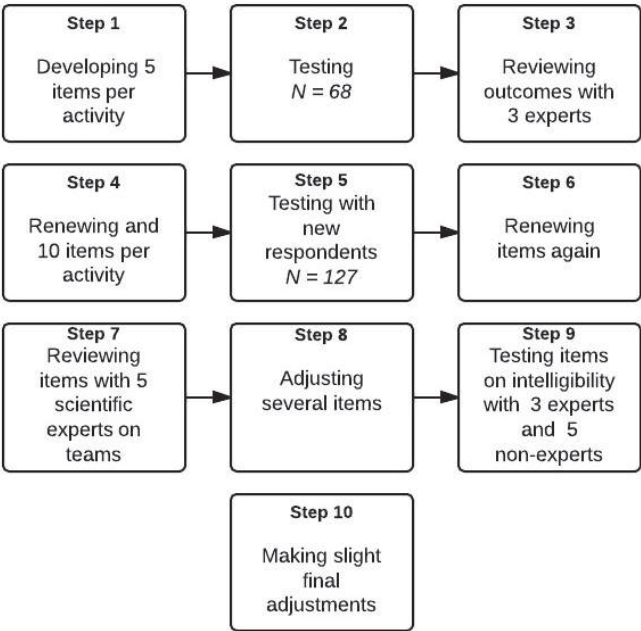 Step 1
Developing 5
items per
activity
Step 2
Testing
N = 68
Step 3
Reviewing
outcomes with
3 experts
Step 4
Renewing and
10 items per
activity
Step 5
Testing with
new
respondents
N = 127
Step 6
Renewing
items again
Step 7
Reviewing
items with 5
scientific
experts on
teams
Step 8
Adjusting
several items
Step 9
Testing items
on intelligibility
with 3 experts
and 5
non-experts
Step 10
Making slight
final
adjustments